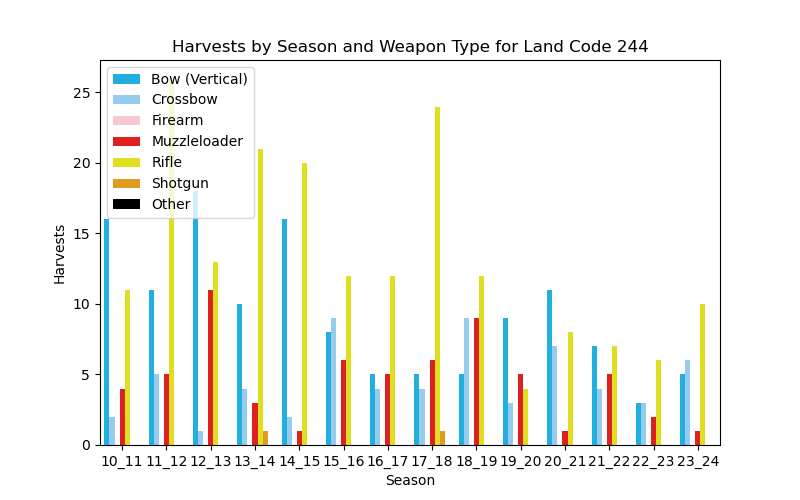 Harvests by Season and Weapon Type for Land Code 244
Bow (Vertical)
Crossbow
Firearm
Muzzleloader
Rifle
Shotgun
Other
25
20
15
10
5
0
Harvests
10_11 11_12 12_13 13_14 14_15 15_16 16_17 17_18 18_19 19_20 20_21 21_22 22_23 23_24
Season